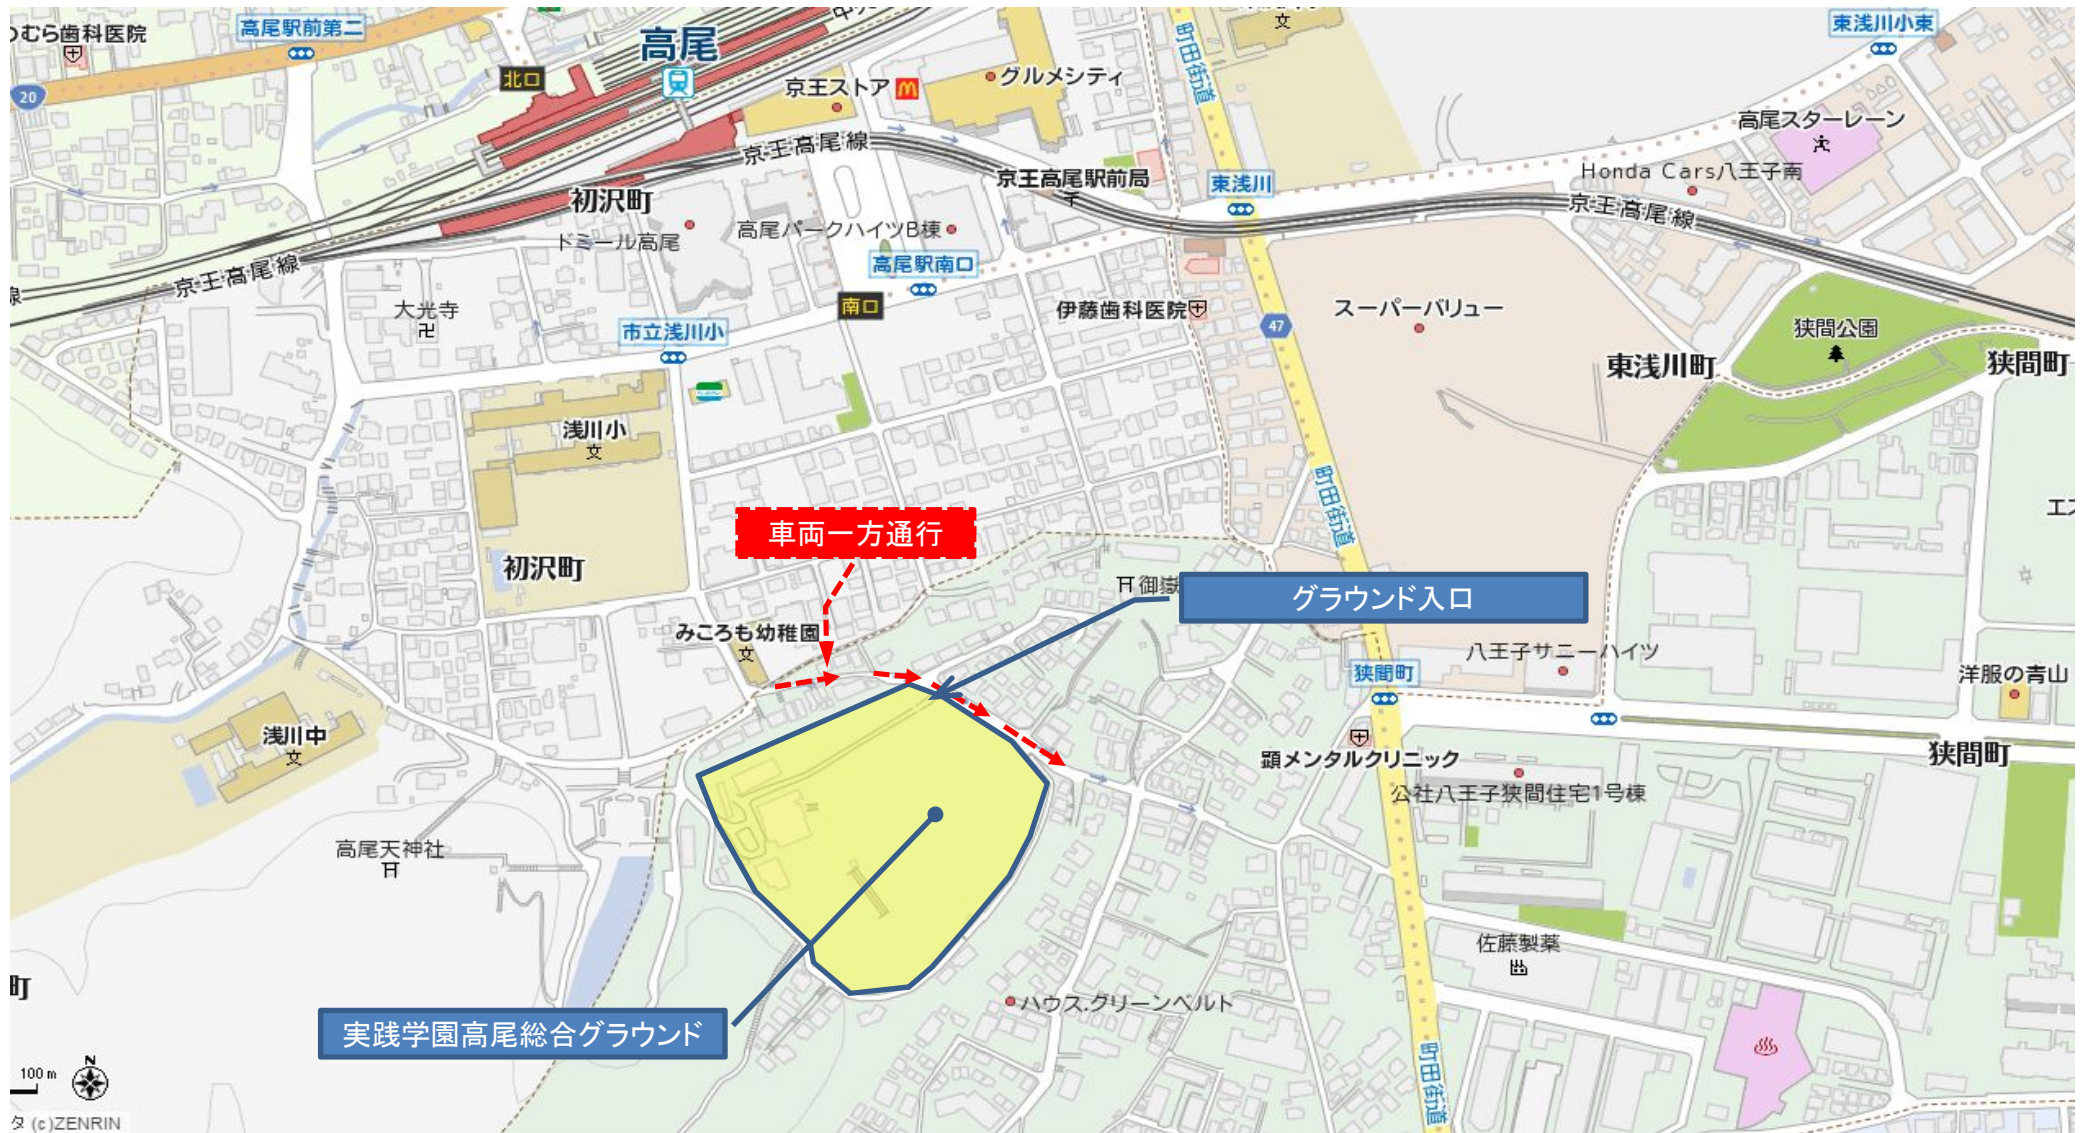 高尾駅前第二
東浅川小東
むら歯科医院
高尾
文
20
北口
京王ストア
グルメシティ
町田街道
高尾スターレーン
京王高尾線
Honda Cars八王子南
京王高尾駅前局
東浅川
初沢町
京王高尾線
ドミール高尾
高尾パークハイツB棟
京王高尾線
高尾駅南口
大光寺
卍
南口
伊藤歯科医院
スーパーバリュー
47
狭間公園
市立浅川小
東浅川町
狭間町
浅川小
文
町田街道
エス
車両一方通行
初沢町
御嶽
グラウンド入口
みころも幼稚園
文
八王子サニーハイツ
狭間町
洋服の青山
浅川中
文
顕メンタルクリニック
狭間町
公社八王子狭間住宅1号棟
高尾天神社
佐藤製薬
町
ハウス.グリーンベルト
実践学園高尾総合グラウンド
町田街道
N
100 m
タ (c)ZENRIN